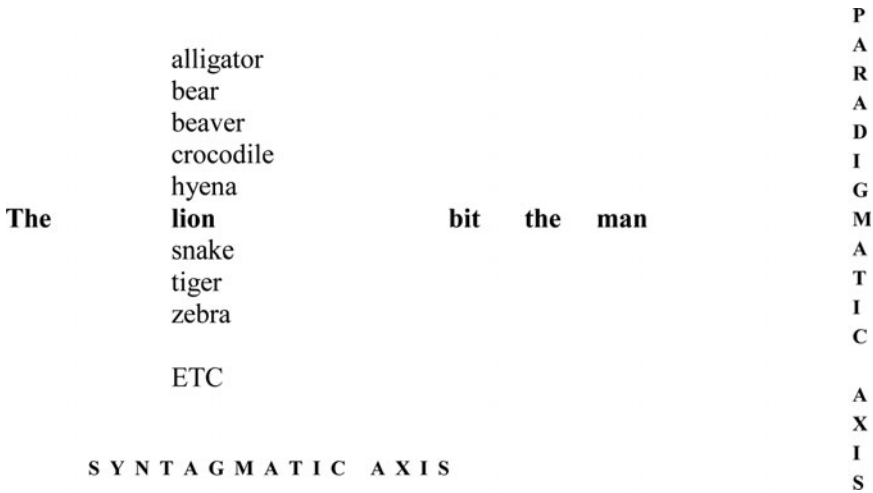 alligator
bear
beaver
crocodile
hyena
The lion bit the man
snake
tiger
zebra
ETC
SYNTAGMATIC AXIS
PARADIGMATIC AXIS